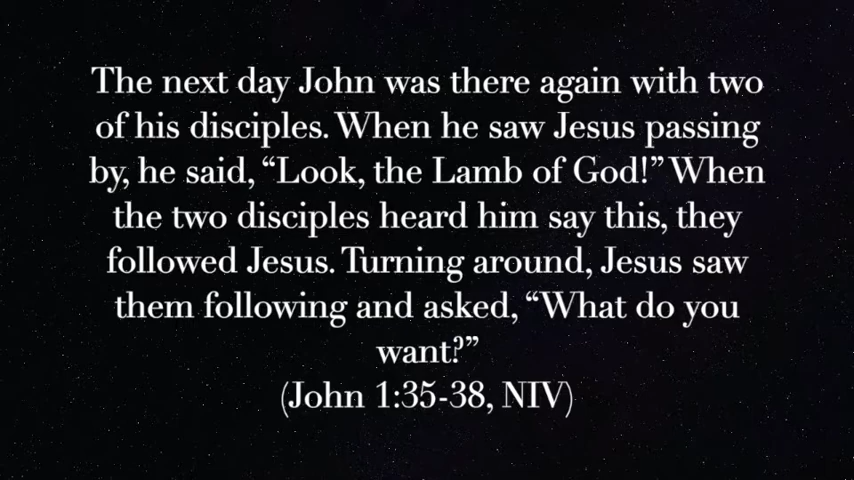 The next day John was there again with two
of his disciples. When he saw Jesus passing
by, he said, “Look, the Lamb of God!” When
the two disciples heard him say this, they
followed Jesus. Turning around, Jesus saw
them following and asked, “What do you
want?”
(John 1:35-38, NIV)